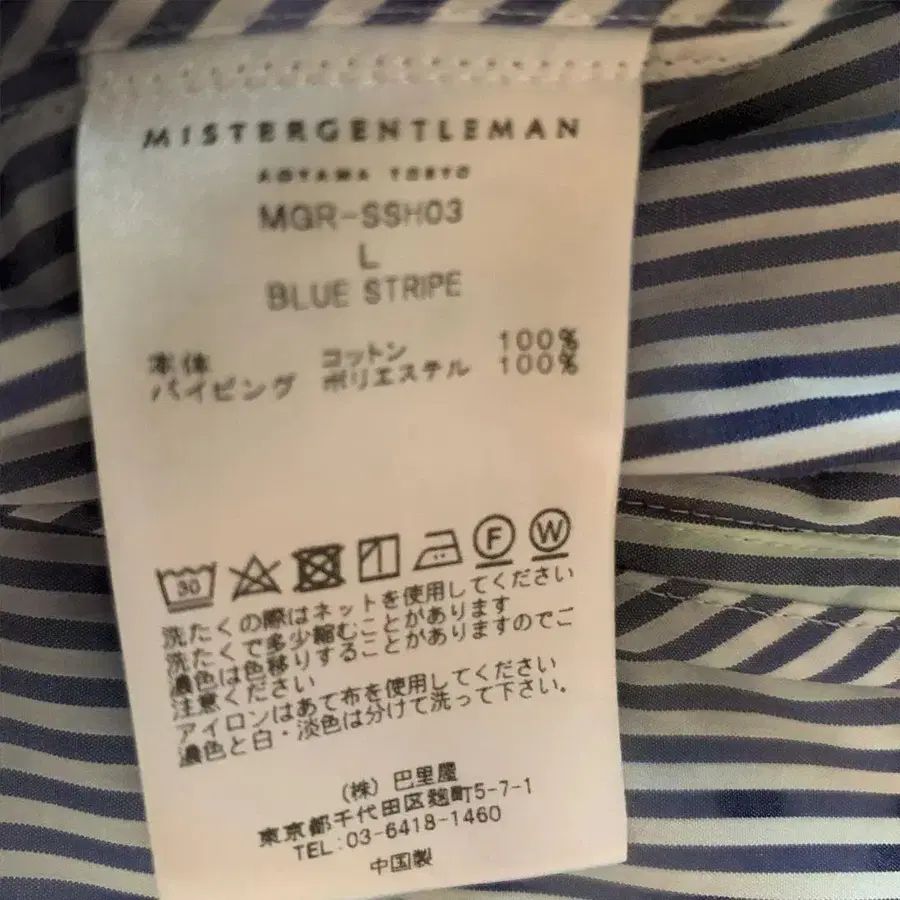 MISTERGENTLEMAN
AOYAMA TOKYO
MGR-SSH03
L
BLUE STRIPE
本体 コットン 100%
パイピング ポリエステル 100%
30 F W
洗たくの際はネットを使用してください
洗たくで多少縮むことがあります
濃色は色移りすることがありますのでご
注意ください
アイロンはあて布を使用してください
濃色と白・淡色は分けて洗って下さい。
(株) 巴里屋
東京都千代田区麹町5-7-1
TEL:03-6418-1460
中国製